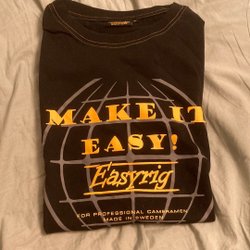 MAKE IT
EASY!
Easyrig
FOR PROFESSIONAL CAMERAMEN
MADE IN SWEDEN